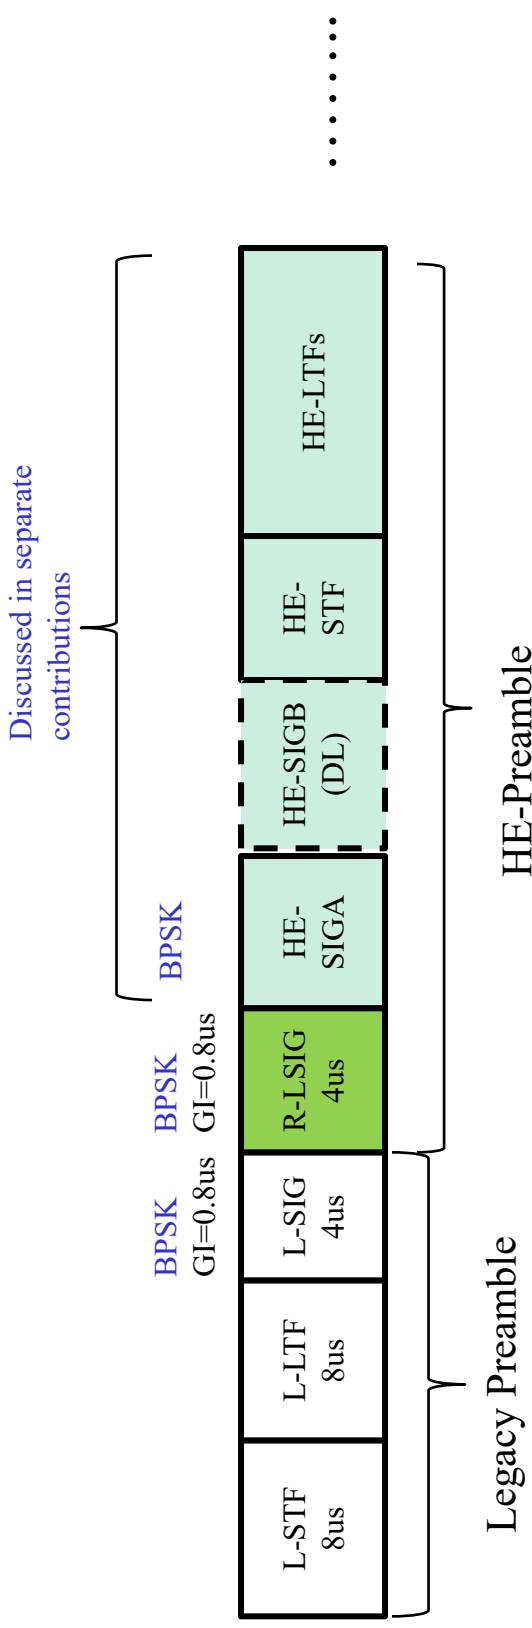 Discussed in separate
contributions
BPSK
GI=0.8us
BPSK
GI=0.8us
BPSK
L-STF
8us
L-LTF
8us
L-SIG
4us
R-LSIG
4us
HE-
SIGA
HE-SIGB
(DL)
HE-
STF
HE-LTFs
........
Legacy Preamble
HE-Preamble